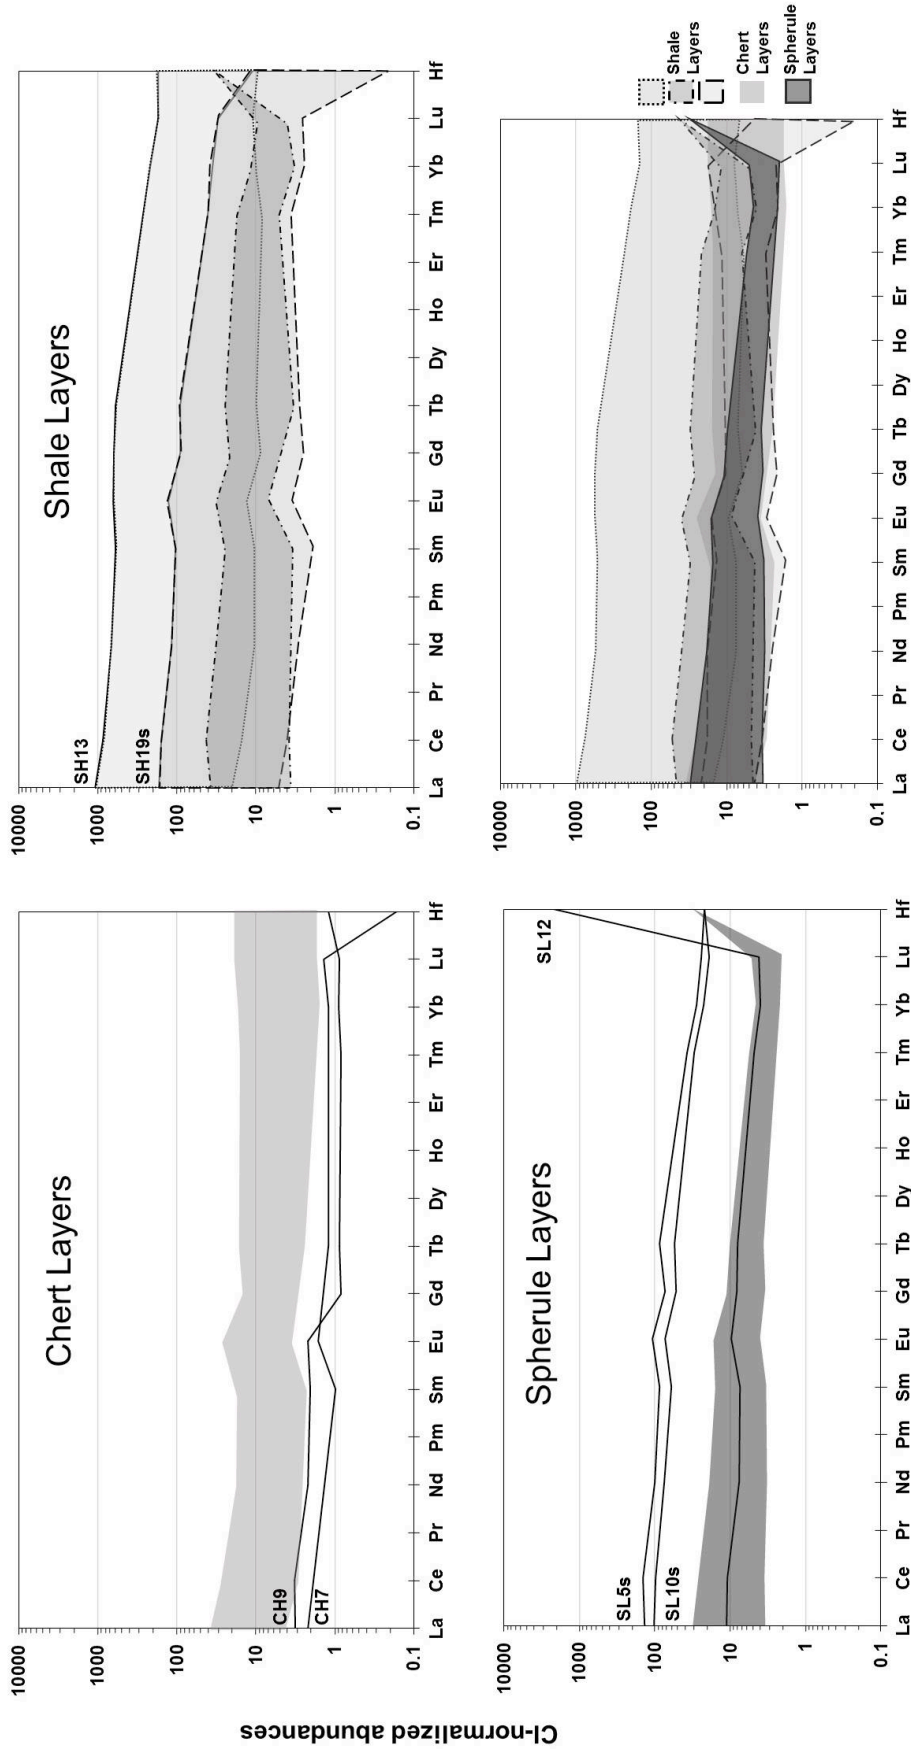 Chert Layers
10000
1000
100
10
1
0.1
CH9
CH7
La Ce Pr Nd Pm Sm Eu Gd Tb Dy Ho Er Tm Yb Lu Hf
Shale Layers
10000
1000
100
10
1
0.1
SH13
SH19s
La Ce Pr Nd Pm Sm Eu Gd Tb Dy Ho Er Tm Yb Lu Hf
CI-normalized abundances
Spherule Layers
10000
1000
100
10
1
0.1
SL12
SL5s
SL10s
La Ce Pr Nd Pm Sm Eu Gd Tb Dy Ho Er Tm Yb Lu Hf
10000
1000
100
10
1
0.1
La Ce Pr Nd Pm Sm Eu Gd Tb Dy Ho Er Tm Yb Lu Hf
Shale
Layers
Chert
Layers
Spherule
Layers